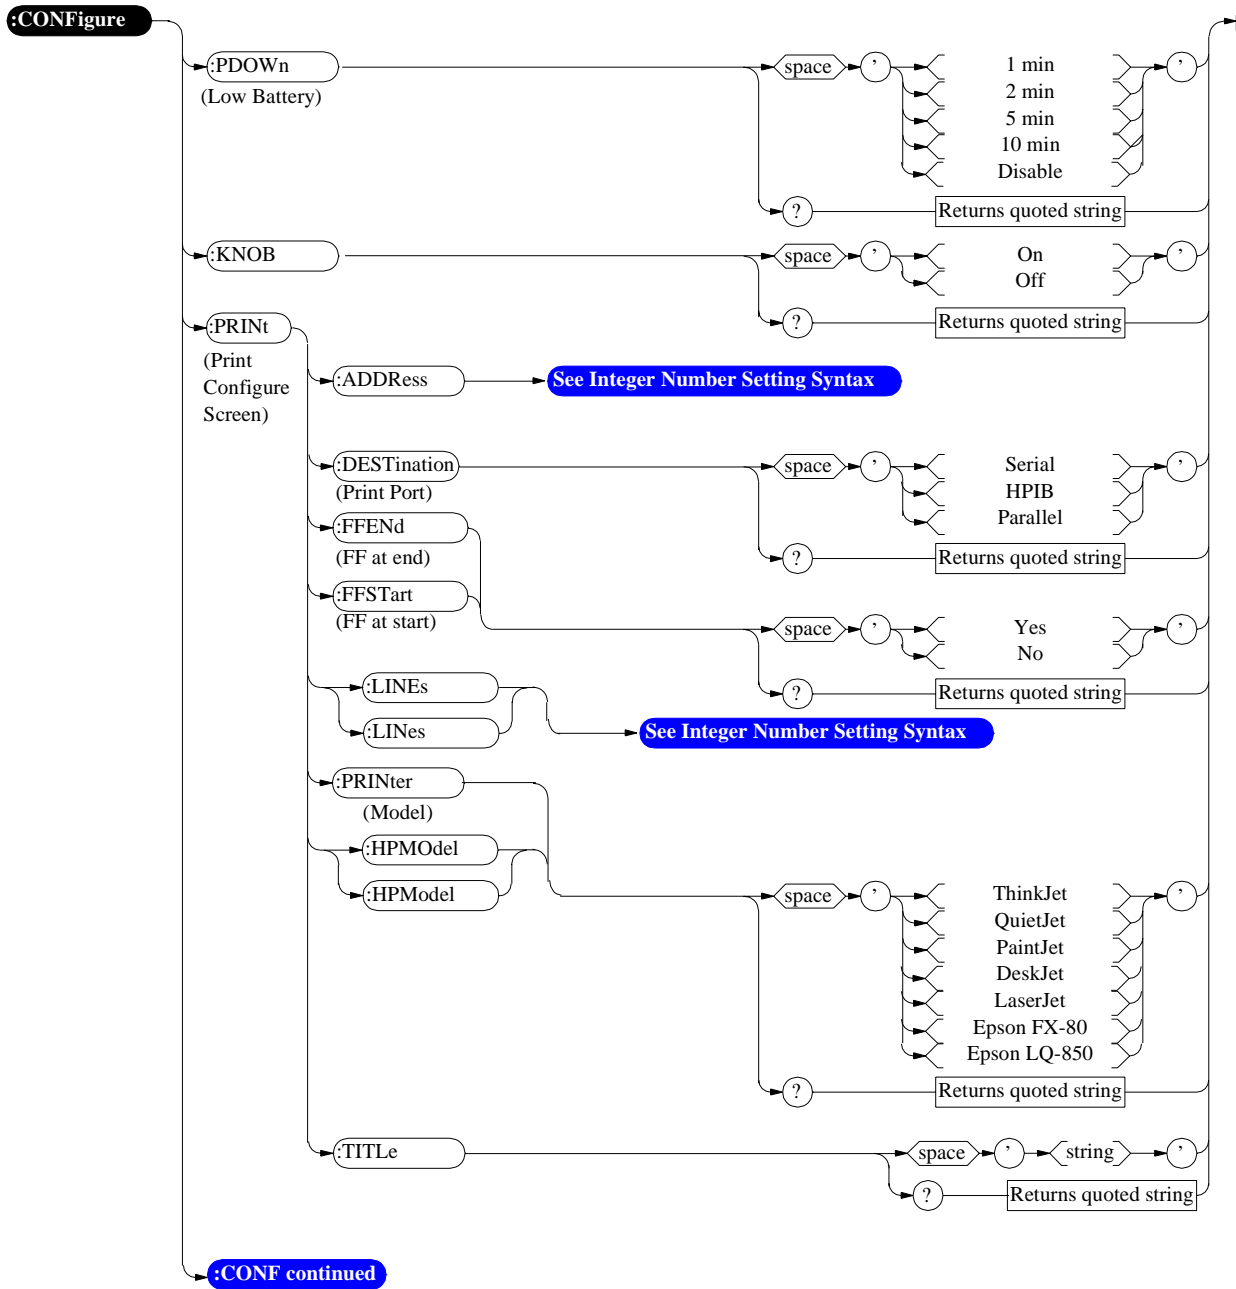 :CONFigure
:PDOWn
(Low Battery)
space
'
1 min
2 min
5 min
10 min
Disable
'
?
Returns quoted string
:KNOB
space
'
On
Off
'
?
Returns quoted string
:PRINt
(Print
Configure
Screen)
:ADDRess
See Integer Number Setting Syntax
:DESTination
(Print Port)
space
'
Serial
HPIB
Parallel
'
?
Returns quoted string
:FFENd
(FF at end)
:FFSTart
(FF at start)
space
'
Yes
No
'
?
Returns quoted string
:LINEs
:LINes
See Integer Number Setting Syntax
:PRINter
(Model)
:HPMOdel
:HPModel
space
'
ThinkJet
QuietJet
PaintJet
DeskJet
LaserJet
Epson FX-80
Epson LQ-850
'
?
Returns quoted string
:TITLe
space
'
string
'
?
Returns quoted string
:CONF continued